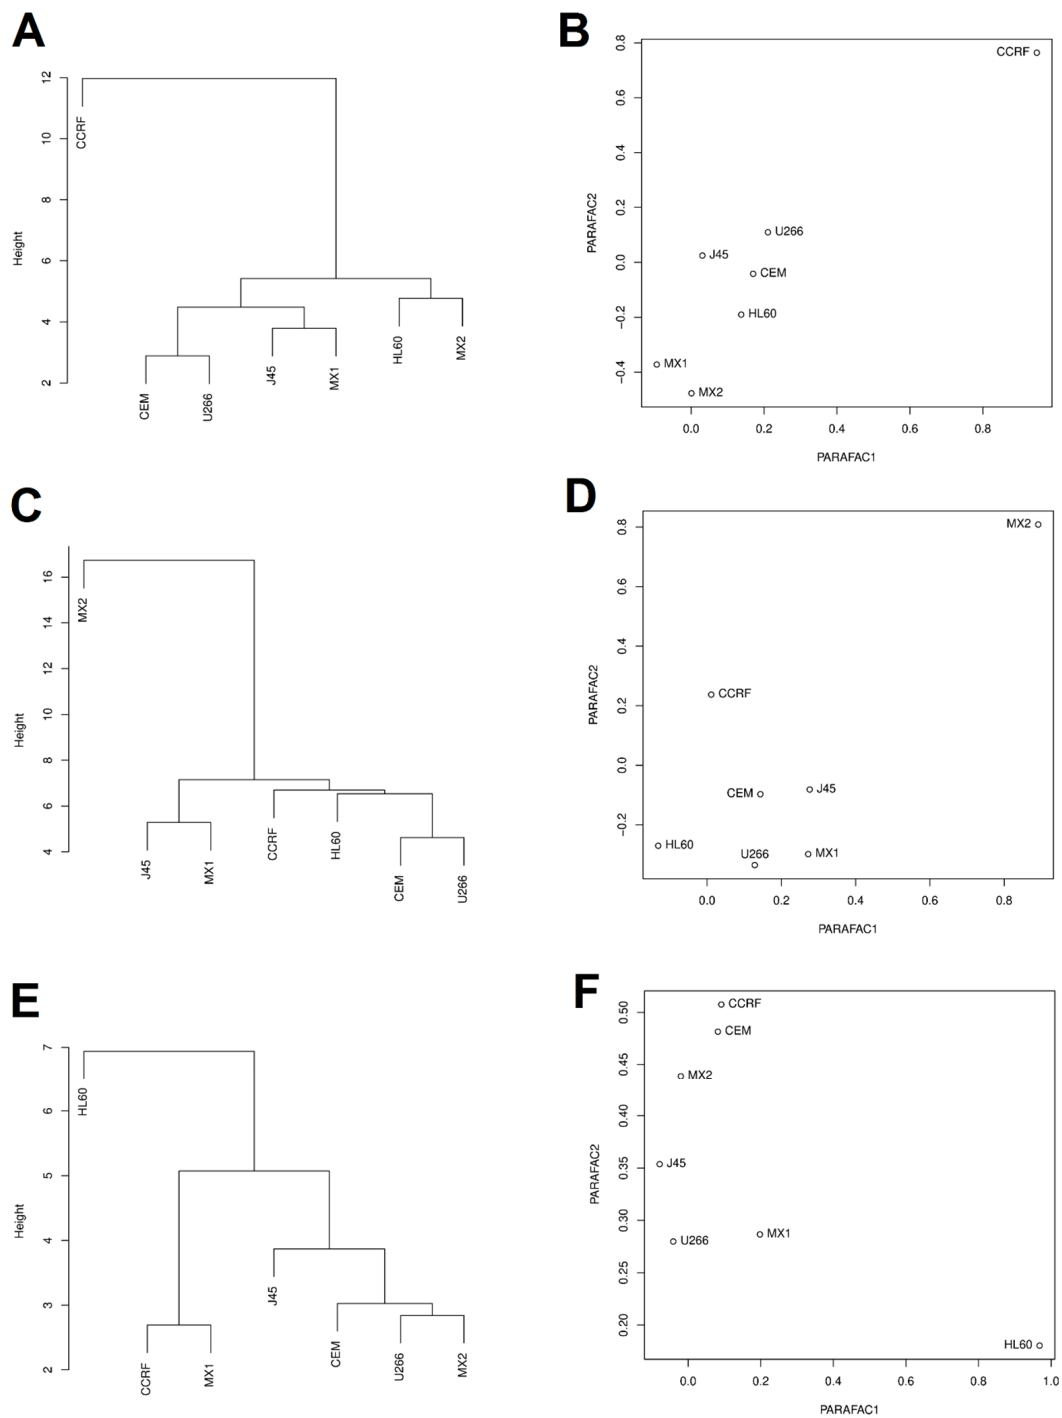 A
Height
12
10
8
6
4
2
CCRF
CEM
U266
J45
MX1
HL60
MX2
B
PARAFAC2
0.8
0.6
0.4
0.2
0.0
−0.2
−0.4
CCRF
U266
J45
CEM
HL60
MX1
MX2
0.0 0.2 0.4 0.6 0.8
PARAFAC1
C
Height
16
14
12
10
8
6
4
MX2
J45
MX1
CCRF
HL60
CEM
U266
D
PARAFAC2
0.8
0.6
0.4
0.2
0.0
−0.2
MX2
CCRF
CEM
J45
HL60
U266
MX1
0.0 0.2 0.4 0.6 0.8
PARAFAC1
E
Height
7
6
5
4
3
2
HL60
CCRF
MX1
J45
CEM
U266
MX2
F
PARAFAC2
0.50
0.45
0.40
0.35
0.30
0.25
0.20
CCRF
CEM
MX2
J45
MX1
U266
HL60
0.0 0.2 0.4 0.6 0.8 1.0
PARAFAC1